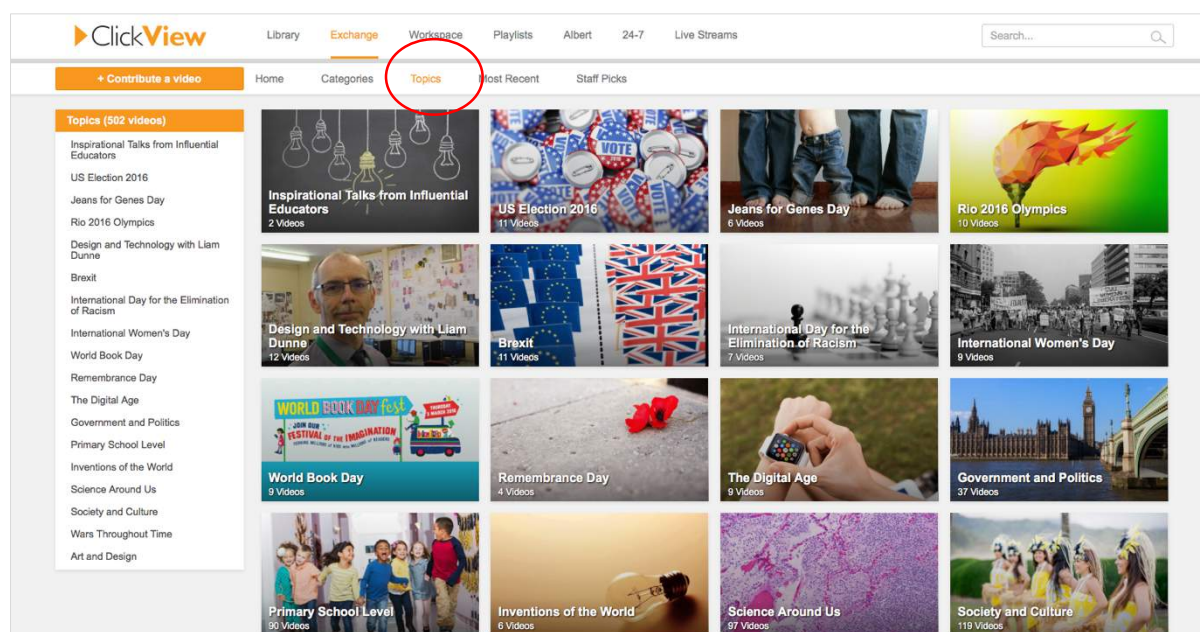 ClickView
Library Exchange Workspace Playlists Albert 24-7 Live Streams
Search...
+ Contribute a video
Home Categories Topics Most Recent Staff Picks
Topics (502 videos)
Inspirational Talks from Influential
Educators
US Election 2016
Jeans for Genes Day
Rio 2016 Olympics
Design and Technology with Liam
Dunne
Brexit
International Day for the Elimination
of Racism
International Women's Day
World Book Day
Remembrance Day
The Digital Age
Government and Politics
Primary School Level
Inventions of the World
Science Around Us
Society and Culture
Wars Throughout Time
Art and Design
Inspirational Talks from Influential
Educators
2 Videos
VOTE
US Election 2016
11 Videos
Jeans for Genes Day
6 Videos
Rio 2016 Olympics
10 Videos
Design and Technology with Liam
Dunne
12 Videos
Brexit
11 Videos
International Day for the
Elimination of Racism
7 Videos
International Women's Day
9 Videos
WORLD BOOK DAY fest
JOIN OUR
FESTIVAL OF THE IMAGINATION
World Book Day
9 Videos
Remembrance Day
4 Videos
The Digital Age
9 Videos
Government and Politics
37 Videos
Primary School Level
90 Videos
Inventions of the World
6 Videos
Science Around Us
97 Videos
Society and Culture
119 Videos